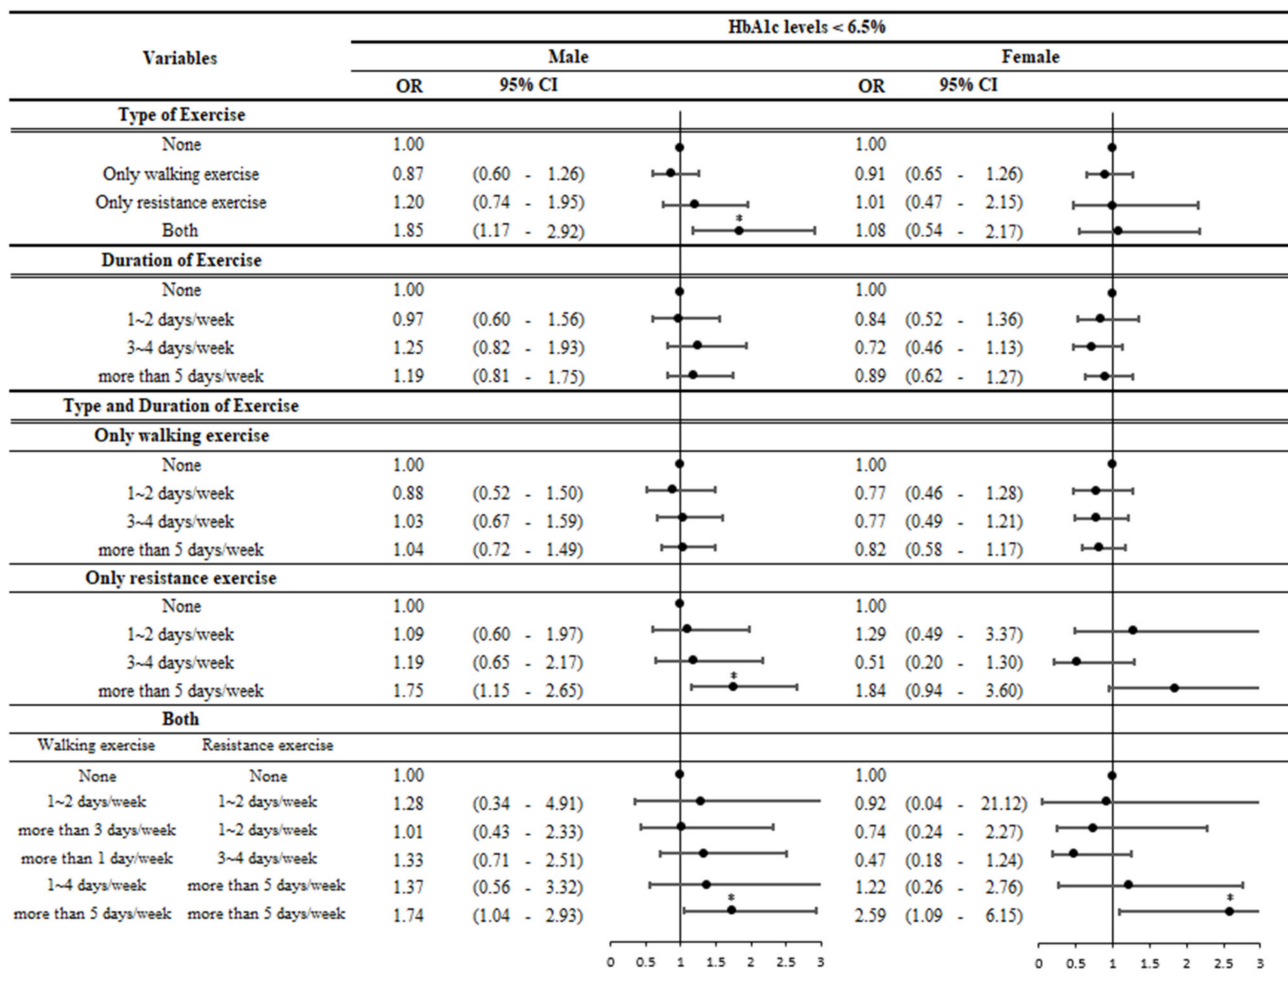 HbA1c levels < 6.5%
Variables Male Female
OR 95% CI OR 95% CI
Type of Exercise
None 1.00 1.00
Only walking exercise 0.87 (0.60 - 1.26) 0.91 (0.65 - 1.26)
Only resistance exercise 1.20 (0.74 - 1.95) 1.01 (0.47 - 2.15)
*
Both 1.85 (1.17 - 2.92) 1.08 (0.54 - 2.17)
Duration of Exercise
None 1.00 1.00
1~2 days/week 0.97 (0.60 - 1.56) 0.84 (0.52 - 1.36)
3~4 days/week 1.25 (0.82 - 1.93) 0.72 (0.46 - 1.13)
more than 5 days/week 1.19 (0.81 - 1.75) 0.89 (0.62 - 1.27)
Type and Duration of Exercise
Only walking exercise
None 1.00 1.00
1~2 days/week 0.88 (0.52 - 1.50) 0.77 (0.46 - 1.28)
3~4 days/week 1.03 (0.67 - 1.59) 0.77 (0.49 - 1.21)
more than 5 days/week 1.04 (0.72 - 1.49) 0.82 (0.58 - 1.17)
Only resistance exercise
None 1.00 1.00
1~2 days/week 1.09 (0.60 - 1.97) 1.29 (0.49 - 3.37)
3~4 days/week 1.19 (0.65 - 2.17) 0.51 (0.20 - 1.30)
*
more than 5 days/week 1.75 (1.15 - 2.65) 1.84 (0.94 - 3.60)
Both
Walking exercise Resistance exercise
None None 1.00 1.00
1~2 days/week 1~2 days/week 1.28 (0.34 - 4.91) 0.92 (0.04 - 21.12)
more than 3 days/week 1~2 days/week 1.01 (0.43 - 2.33) 0.74 (0.24 - 2.27)
more than 1 day/week 3~4 days/week 1.33 (0.71 - 2.51) 0.47 (0.18 - 1.24)
1~4 days/week more than 5 days/week 1.37 (0.56 - 3.32) 1.22 (0.26 - 2.76)
* *
more than 5 days/week more than 5 days/week 1.74 (1.04 - 2.93) 2.59 (1.09 - 6.15)
0 0.5 1 1.5 2 2.5 3 0 0.5 1 1.5 2 2.5 3